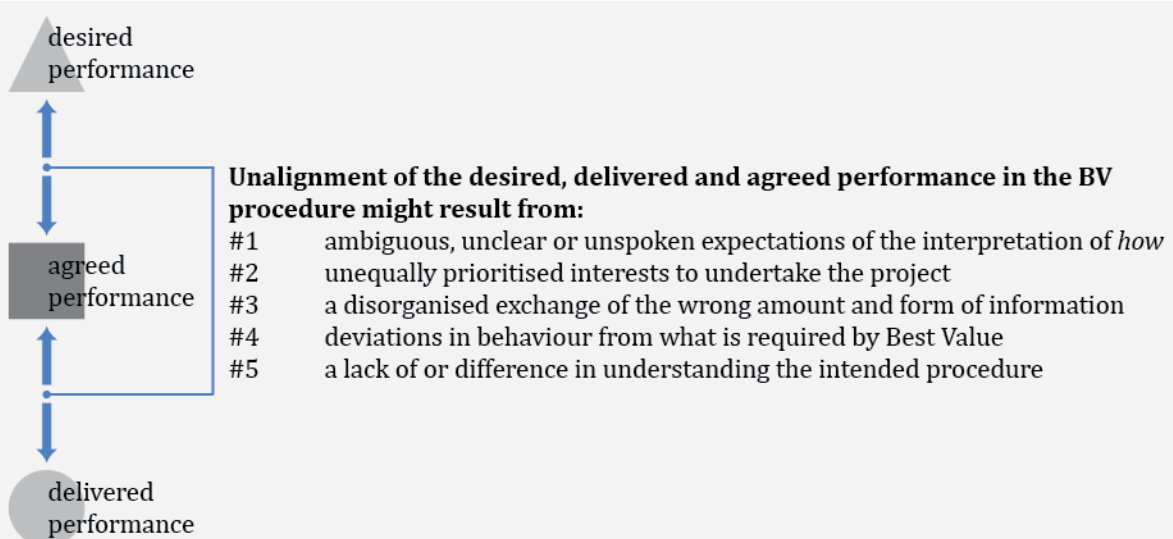 desired
performance
Unalignment of the desired, delivered and agreed performance in the BV
procedure might result from:
#1 ambiguous, unclear or unspoken expectations of the interpretation of how
#2 unequally prioritised interests to undertake the project
#3 a disorganised exchange of the wrong amount and form of information
#4 deviations in behaviour from what is required by Best Value
#5 a lack of or difference in understanding the intended procedure
agreed
performance
delivered
performance